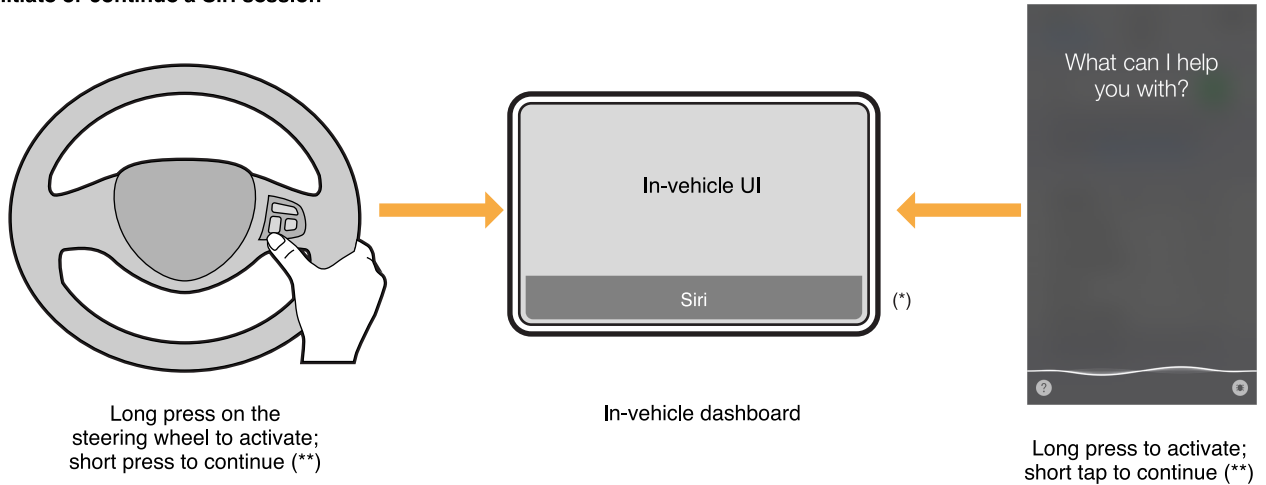 initiate or continue a Siri session
What can I help
you with?
In-vehicle UI
Siri
(*)
?
Long press on the
steering wheel to activate;
short press to continue (**)
In-vehicle dashboard
Long press to activate;
short tap to continue (**)